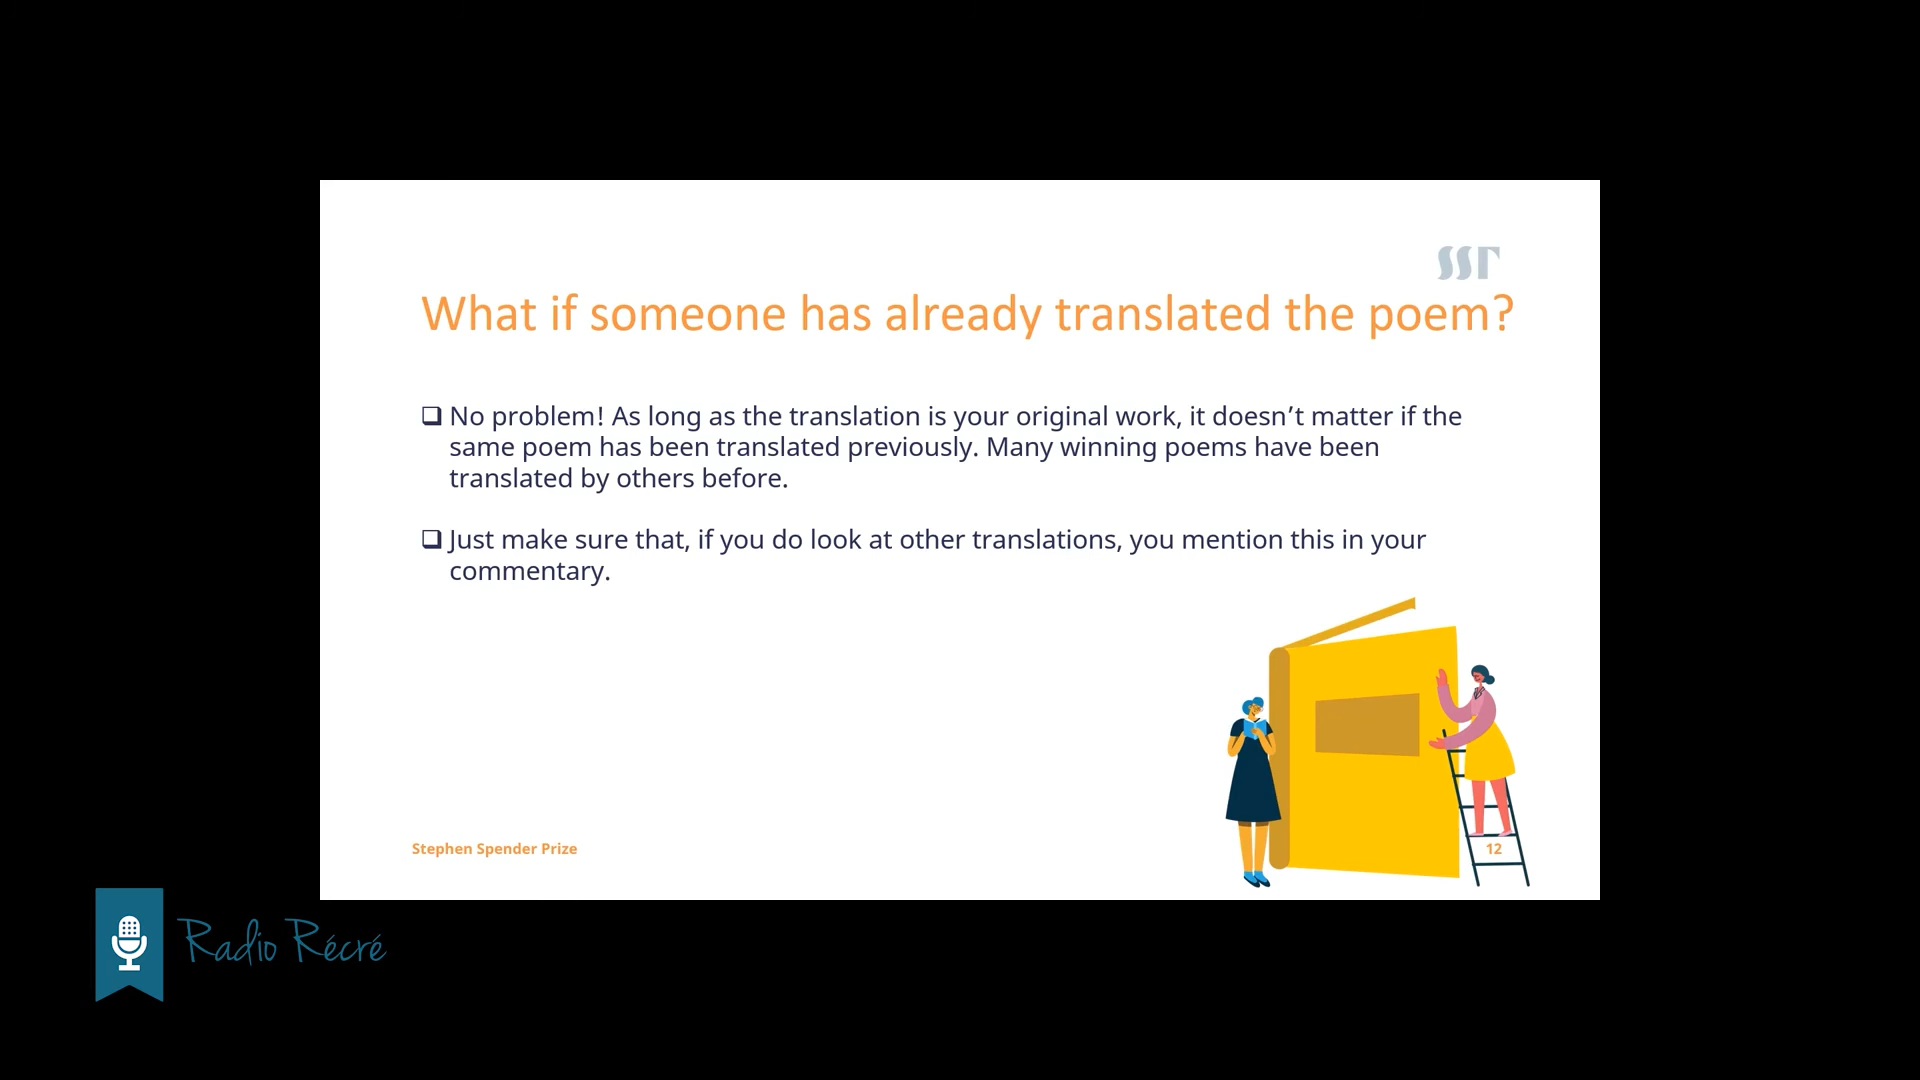 SST
What if someone has already translated the poem?
❑ No problem! As long as the translation is your original work, it doesn’t matter if the
same poem has been translated previously. Many winning poems have been
translated by others before.
❑ Just make sure that, if you do look at other translations, you mention this in your
commentary.
Stephen Spender Prize
12
Radio Récré